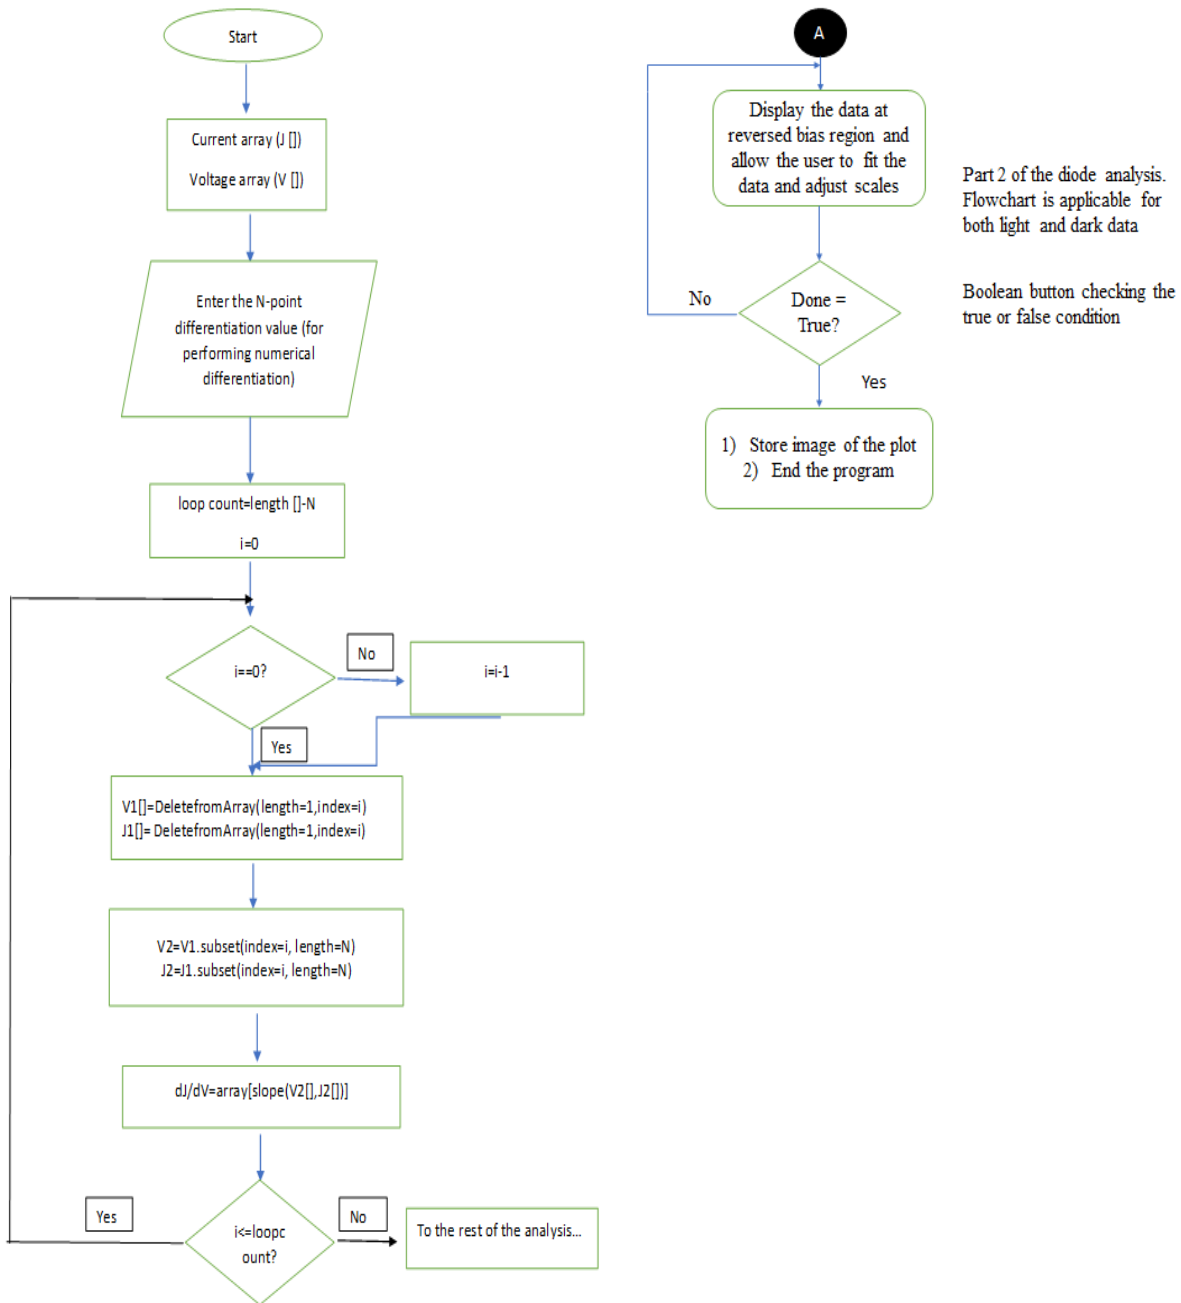 Start
Current array (J [])
Voltage array (V [])
Enter the N-point
differentiation value (for
performing numerical
differentiation)
loop count=length []-N
i=0
i==0?
No
i=i-1
Yes
V1[]=DeletefromArray(length=1,index=i)
J1[]= DeletefromArray(length=1,index=i)
V2=V1.subset(index=i, length=N)
J2=J1.subset(index=i, length=N)
dJ/dV=array[slope(V2[],J2[])]
i<=loopc
ount?
Yes
No
To the rest of the analysis...
A
Display the data at
reversed bias region and
allow the user to fit the
data and adjust scales
Done =
True?
No
Yes
1) Store image of the plot
2) End the program
Part 2 of the diode analysis.
Flowchart is applicable for
both light and dark data
Boolean button checking the
true or false condition